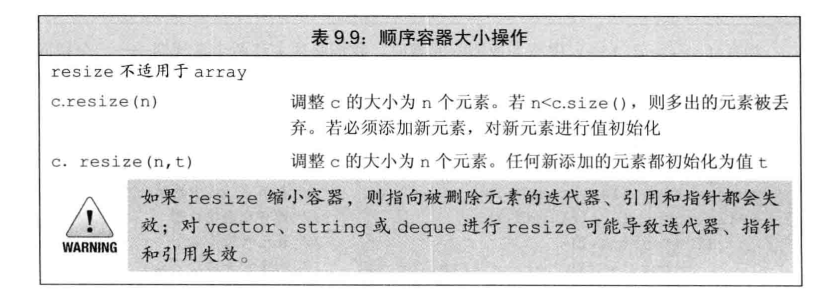 表 9.9：顺序容器大小操作
resize 不适用于 array
c.resize(n) 调整 c 的大小为 n 个元素。若 n<c.size()，则多出的元素被丢
弃。若必须添加新元素，对新元素进行值初始化
c. resize(n,t) 调整 c 的大小为 n 个元素。任何新添加的元素都初始化为值 t
如果 resize 缩小容器，则指向被删除元素的迭代器、引用和指针都会失
效；对 vector、string 或 deque 进行 resize 可能导致迭代器、指针
和引用失效。
WARNING